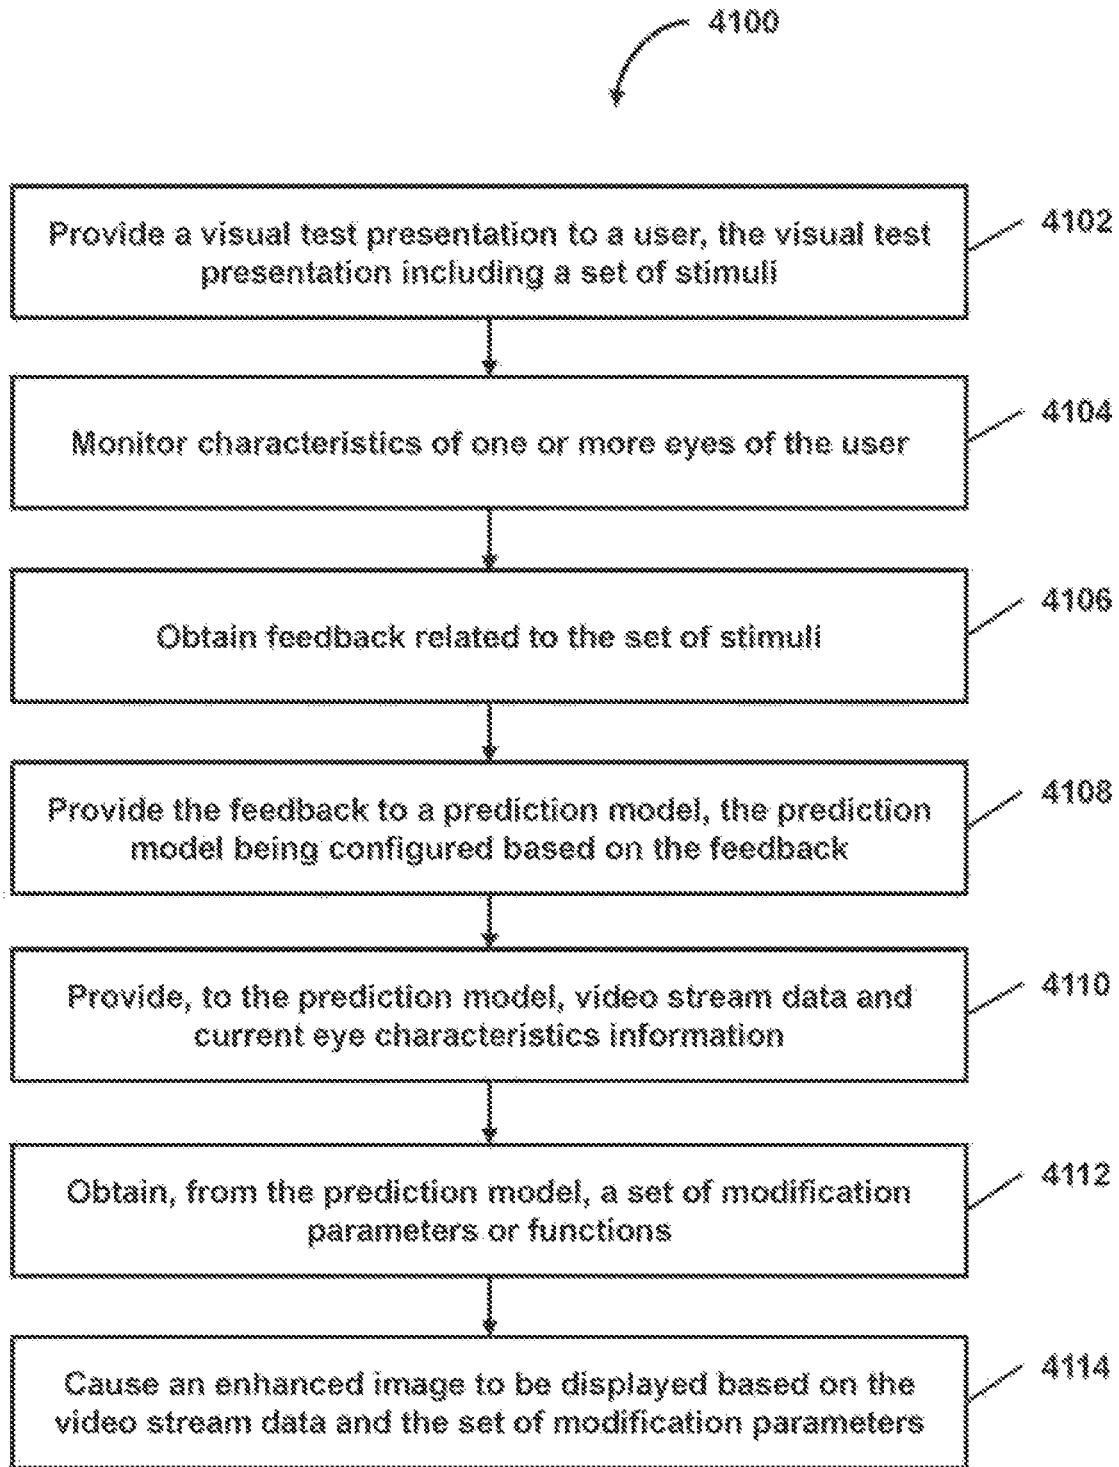 4100
Provide a visual test presentation to a user, the visual test
presentation including a set of stimuli
4102
Monitor characteristics of one or more eyes of the user
4104
Obtain feedback related to the set of stimuli
4106
Provide the feedback to a prediction model, the prediction
model being configured based on the feedback
4108
Provide, to the prediction model, video stream data and
current eye characteristics information
4110
Obtain, from the prediction model, a set of modification
parameters or functions
4112
Cause an enhanced image to be displayed based on the
video stream data and the set of modification parameters
4114